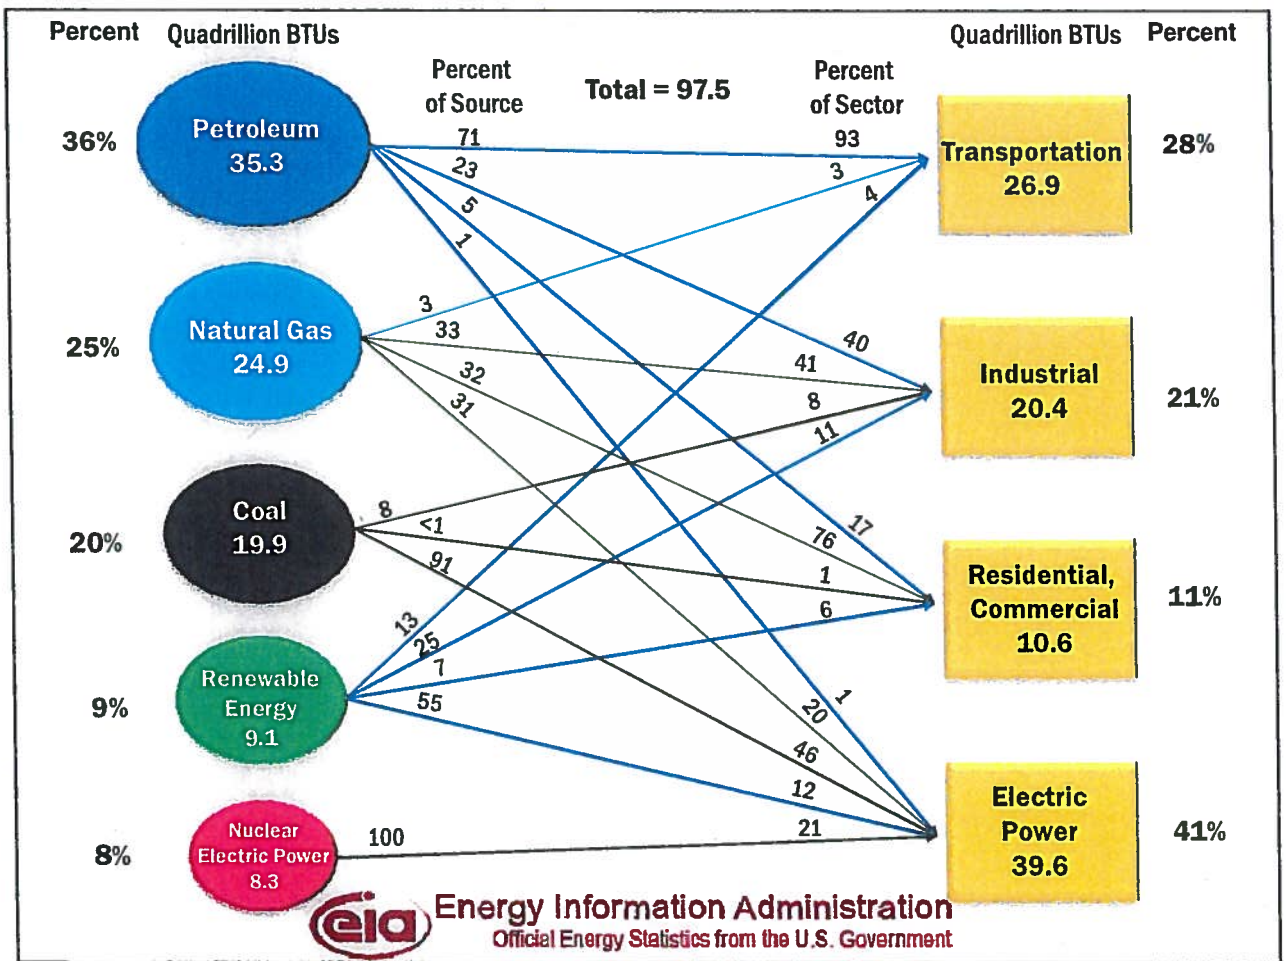 Percent Quadrillion BTUs Quadrillion BTUs Percent
Percent
of Source
Total = 97.5
Percent
of Sector
36%
Petroleum
35.3
71
23
5
1
93
3
4
Transportation
26.9
28%
25%
Natural Gas
24.9
3
33
32
31
40
41
8
11
Industrial
20.4
21%
20%
Coal
19.9
8
<1
91
17
76
1
6
Residential,
Commercial
10.6
11%
9%
Renewable
Energy
9.1
13
25
7
55
1
20
46
12
21
Electric
Power
39.6
41%
8%
Nuclear
Electric Power
8.3
100
eia
Energy Information Administration
Official Energy Statistics from the U.S. Government